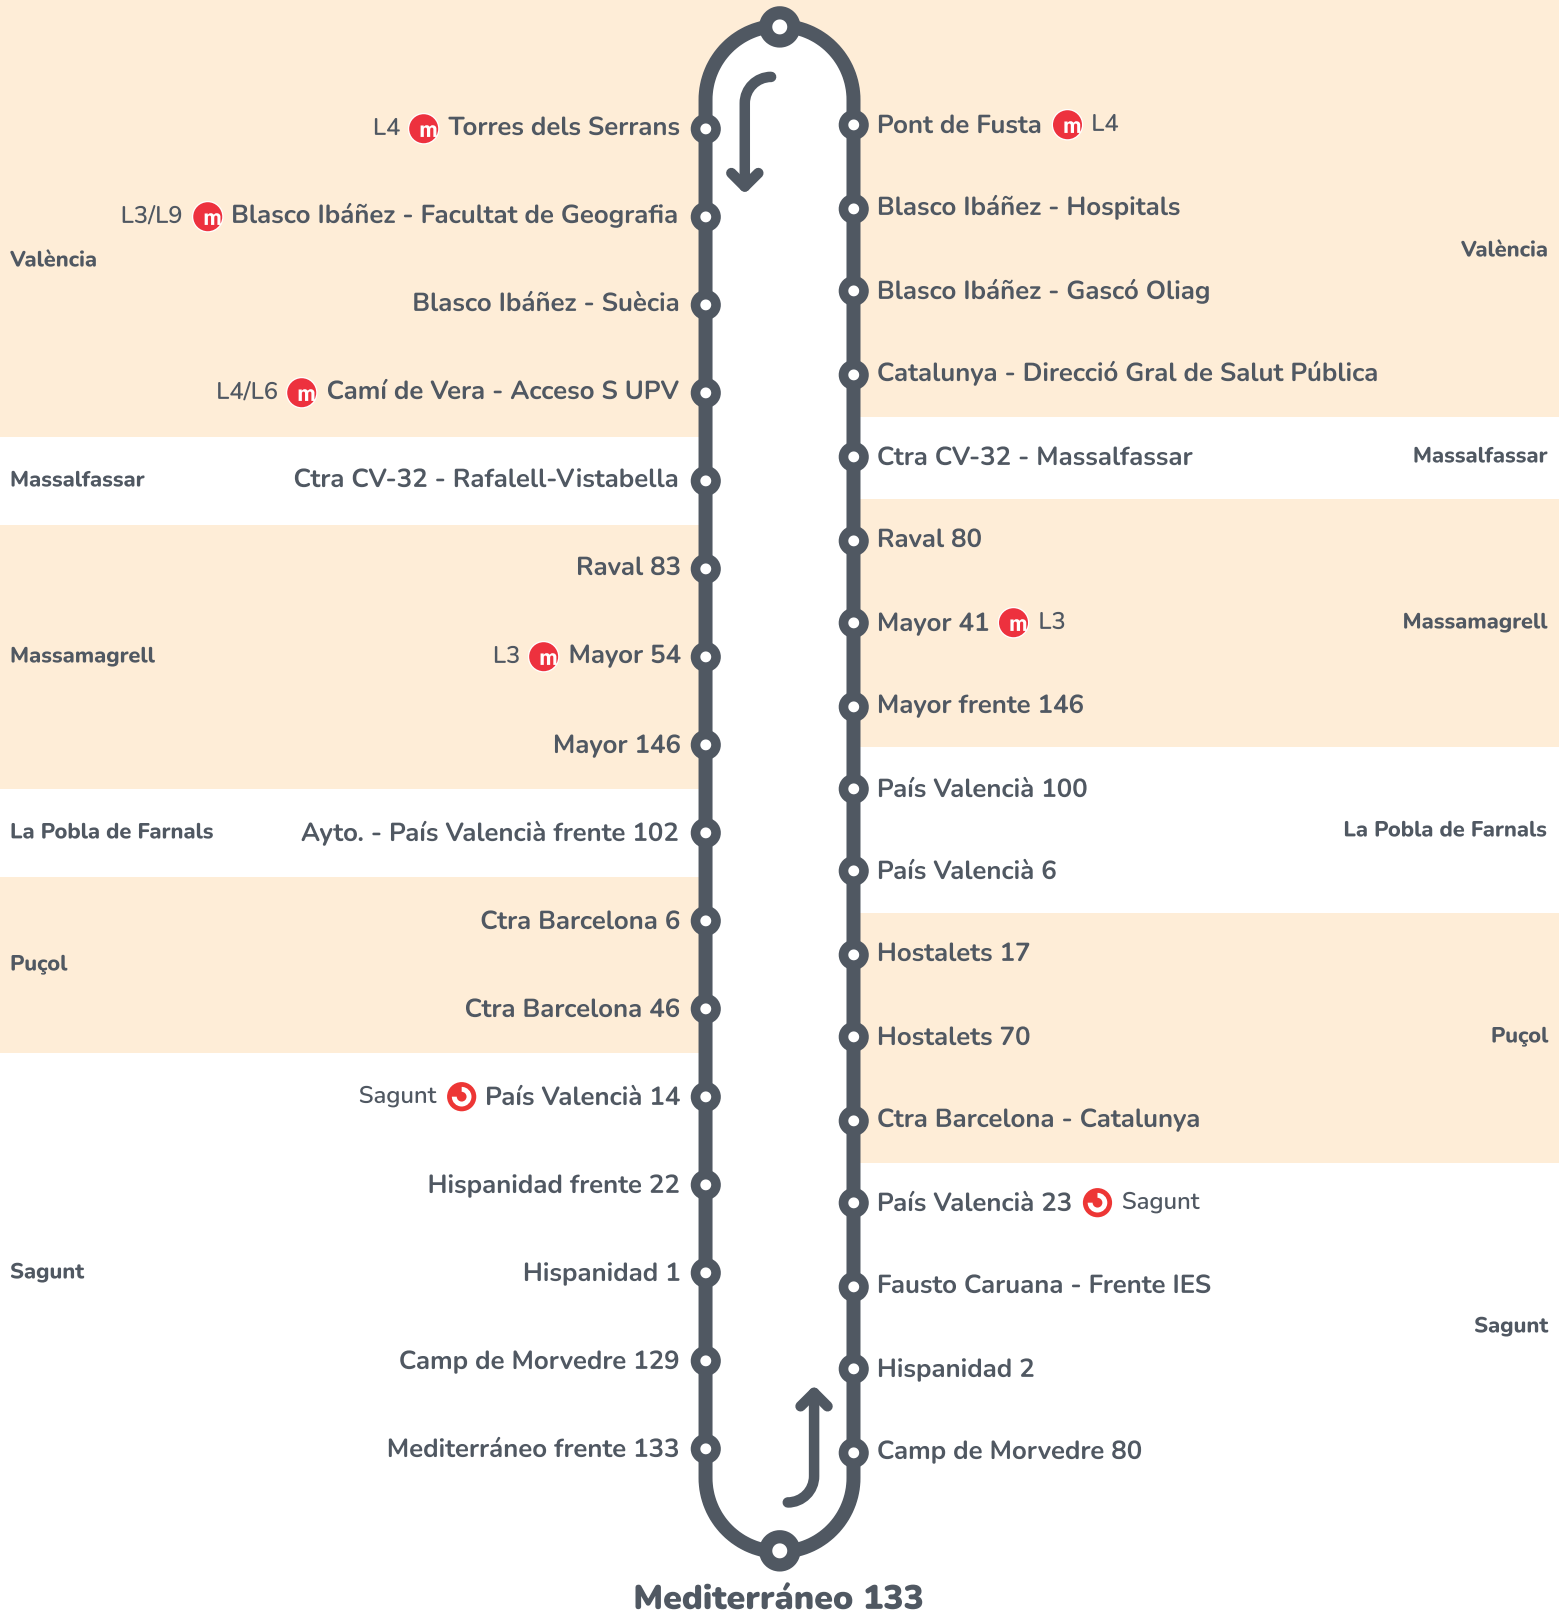 L4 m Torres dels Serrans
L3/L9 m Blasco Ibáñez - Facultat de Geografia
València
Blasco Ibáñez - Suècia
L4/L6 m Camí de Vera - Acceso S UPV
Massalfassar
Ctra CV-32 - Rafalell-Vistabella
Raval 83
Massamagrell
L3 m Mayor 54
Mayor 146
La Pobla de Farnals
Ayto. - País Valencià frente 102
Ctra Barcelona 6
Puçol
Ctra Barcelona 46
Sagunt País Valencià 14
Hispanidad frente 22
Sagunt
Hispanidad 1
Camp de Morvedre 129
Mediterráneo frente 133
Pont de Fusta m L4
Blasco Ibáñez - Hospitals
València
Blasco Ibáñez - Gascó Oliag
Catalunya - Direcció Gral de Salut Pública
Ctra CV-32 - Massalfassar
Massalfassar
Raval 80
Mayor 41 m L3
Massamagrell
Mayor frente 146
País Valencià 100
La Pobla de Farnals
País Valencià 6
Hostalets 17
Hostalets 70
Puçol
Ctra Barcelona - Catalunya
País Valencià 23 Sagunt
Fausto Caruana - Frente IES
Sagunt
Hispanidad 2
Camp de Morvedre 80
Mediterráneo 133